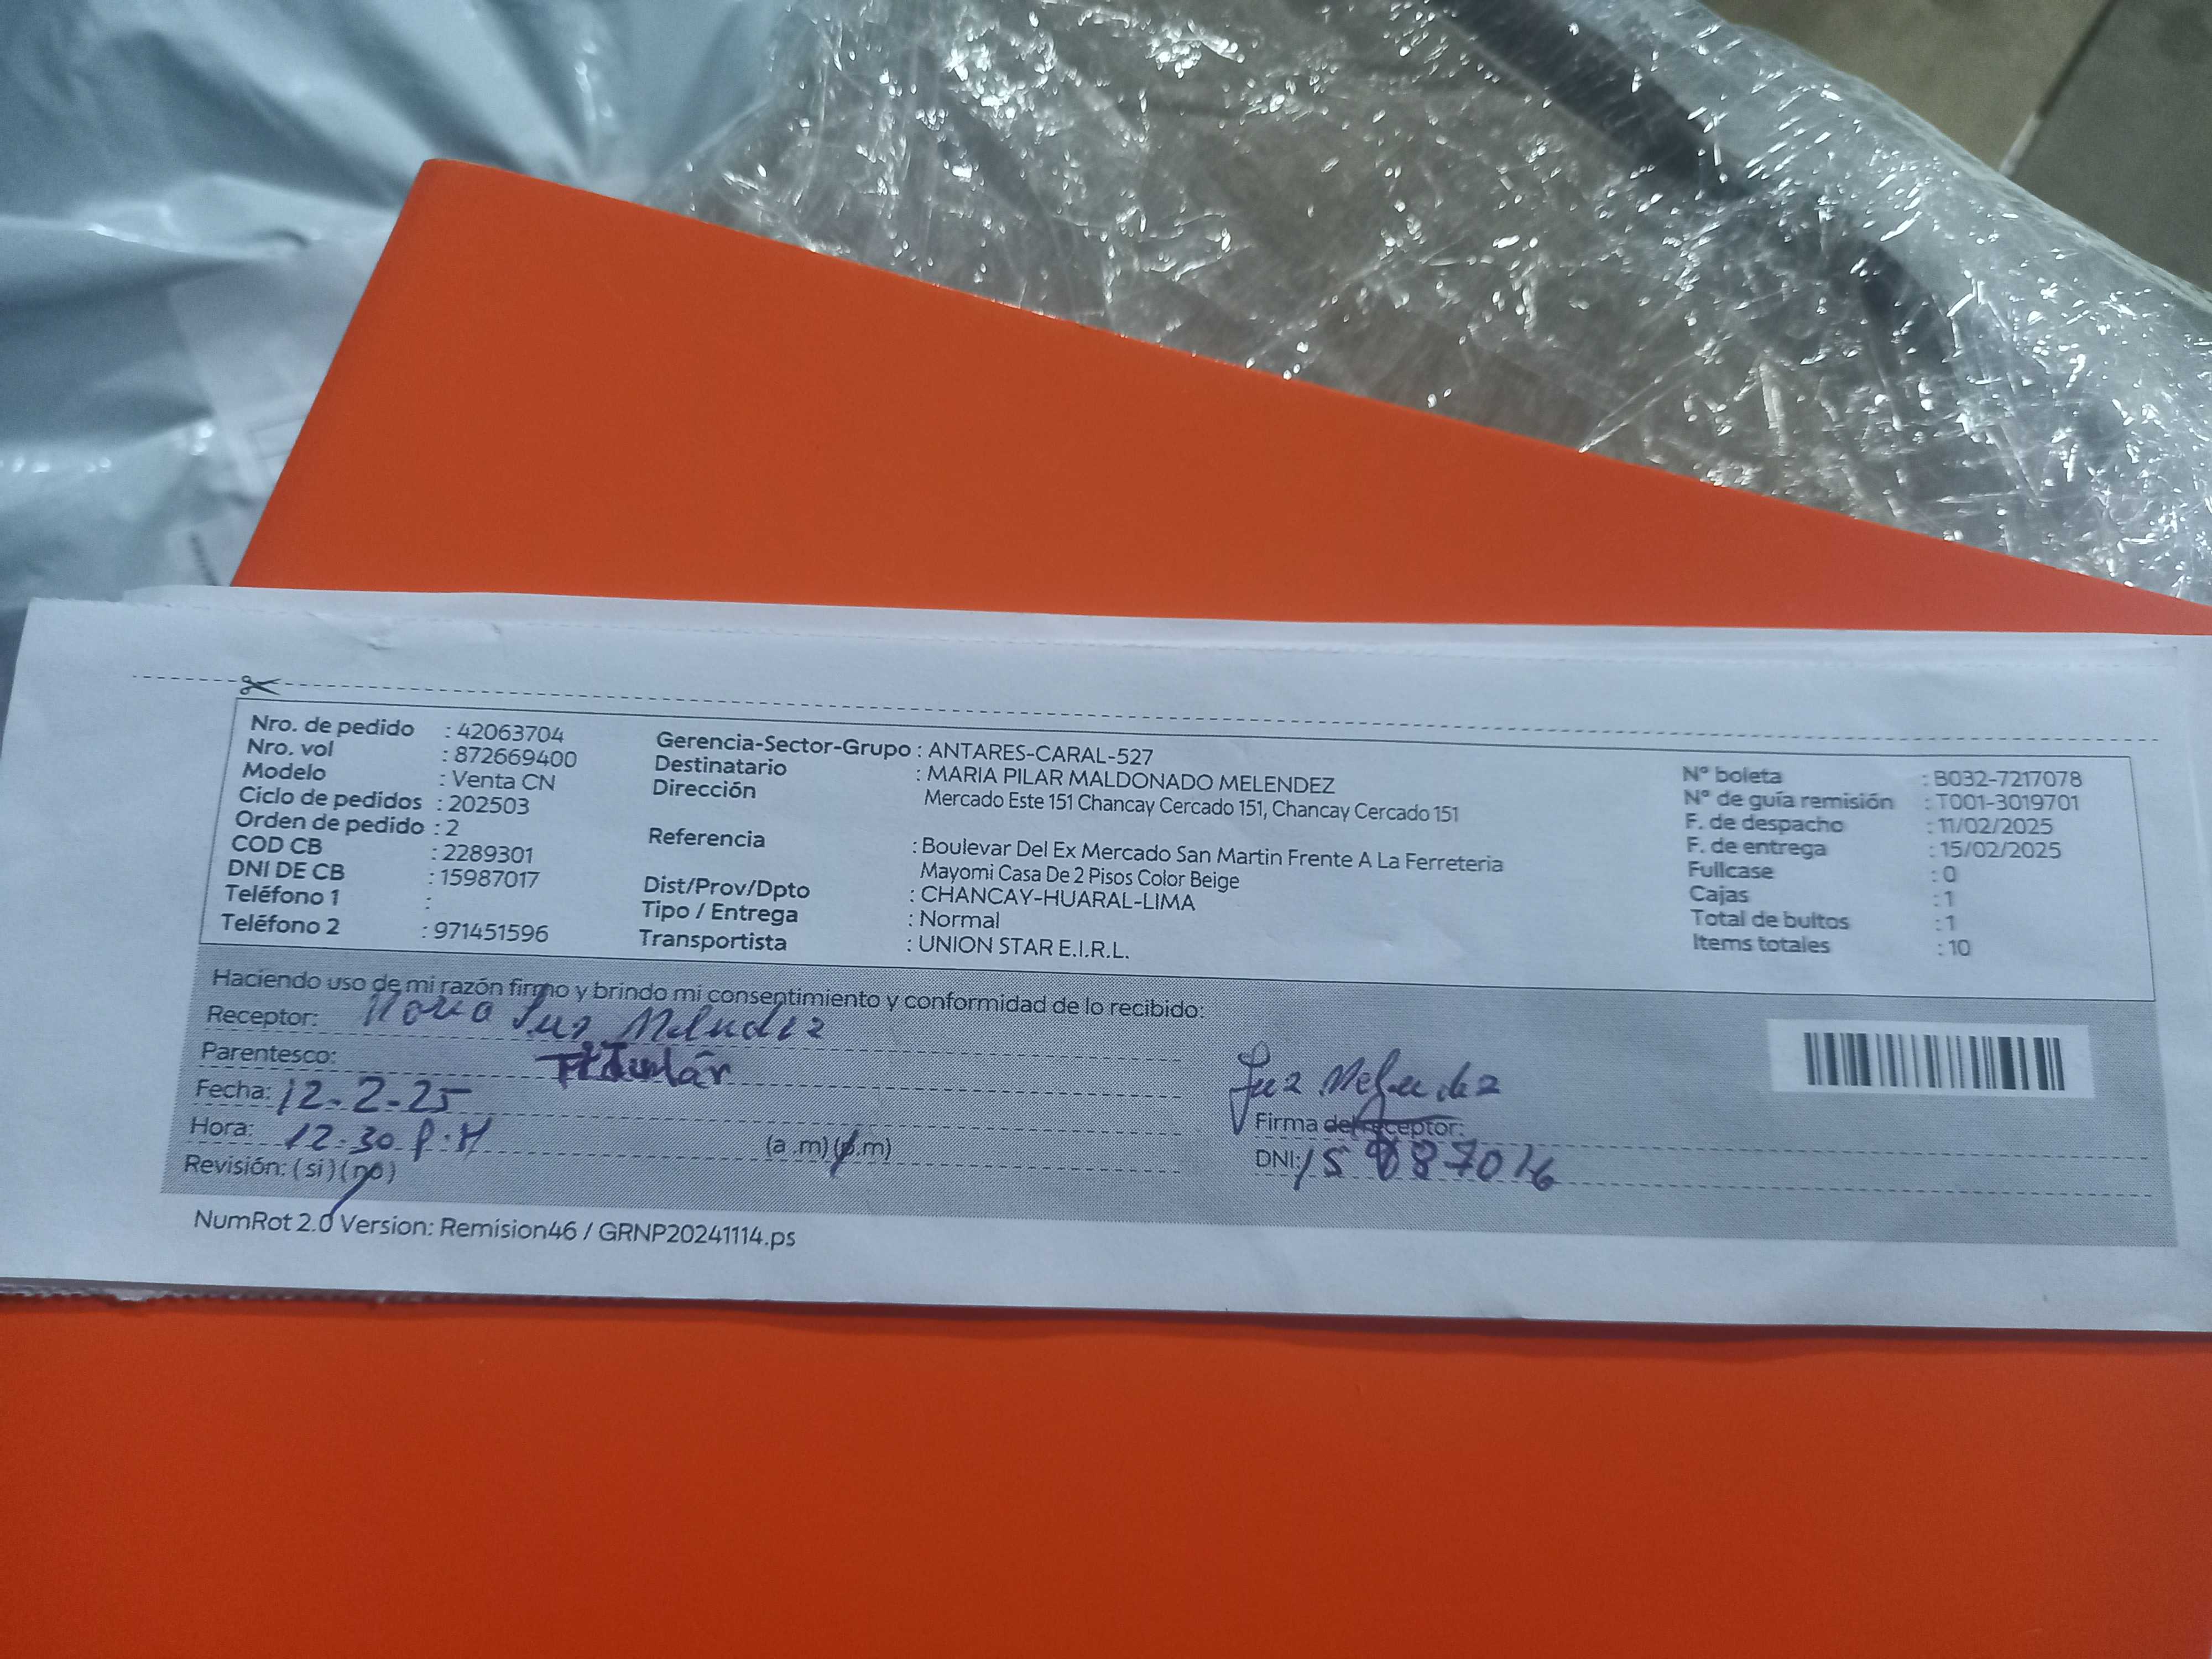 Nro. de pedido : 42063704
Nro. vol : 872669400
Modelo : Venta CN
Ciclo de pedidos : 202503
Orden de pedido : 2
COD CB : 2289301
DNI DE CB : 15987017
Teléfono 1 :
Teléfono 2 : 971451596
Gerencia-Sector-Grupo : ANTARES-CARAL-527
Destinatario : MARIA PILAR MALDONADO MELENDEZ
Dirección Mercado Este 151 Chancay Cercado 151, Chancay Cercado 151
Referencia : Boulevar Del Ex Mercado San Martin Frente A La Ferreteria
Mayomi Casa De 2 Pisos Color Beige
Dist/Prov/Dpto : CHANCAY-HUARAL-LIMA
Tipo / Entrega : Normal
Transportista : UNION STAR E.I.R.L.
N° boleta : B032-7217078
N° de guía remisión : T001-3019701
F. de despacho : 11/02/2025
F. de entrega : 15/02/2025
Fullcase : 0
Cajas : 1
Total de bultos : 1
Items totales : 10
Haciendo uso de mi razón firmo y brindo mi consentimiento y conformidad de lo recibido:
Receptor: Maria Luz Melendez
Parentesco: Titular
Fecha: 12-2-25
Hora: 12:30 P.M (a .m) (p.m)
Revisión: (si) (no)
Luz Melendez
Firma del receptor:
DNI: 15987016
NumRot 2.0 Version: Remision46 / GRNP20241114.ps